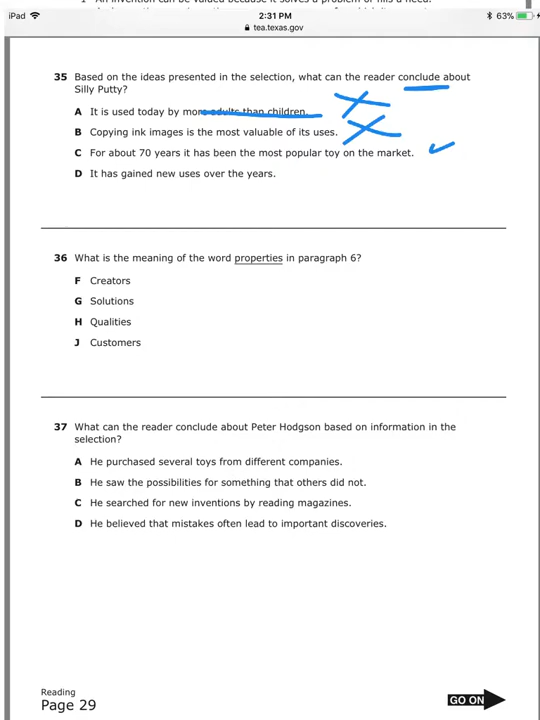 iPad
2:31 PM
63%
tea.texas.gov
35 Based on the ideas presented in the selection, what can the reader conclude about
Silly Putty?
A It is used today by more adults than children.
B Copying ink images is the most valuable of its uses.
C For about 70 years it has been the most popular toy on the market.
D It has gained new uses over the years.
36 What is the meaning of the word properties in paragraph 6?
F Creators
G Solutions
H Qualities
J Customers
37 What can the reader conclude about Peter Hodgson based on information in the
selection?
A He purchased several toys from different companies.
B He saw the possibilities for something that others did not.
C He searched for new inventions by reading magazines.
D He believed that mistakes often lead to important discoveries.
Reading
Page 29
GO ON